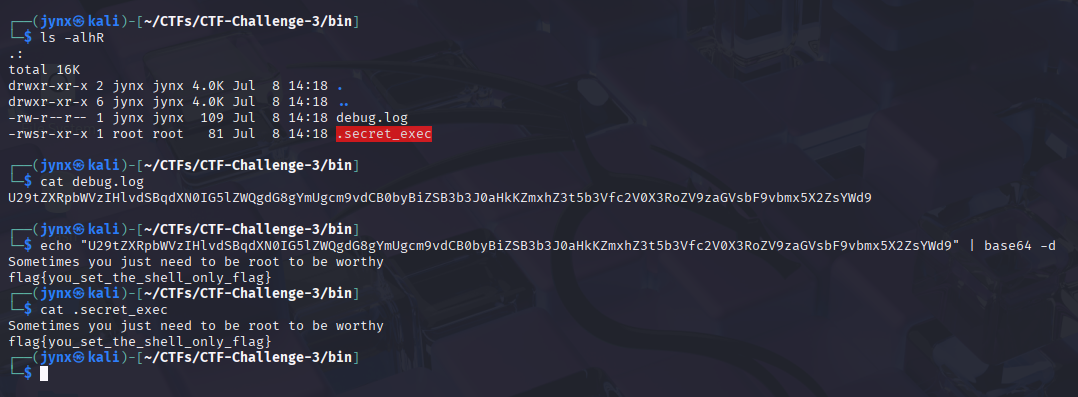 ┌──(jynx㉿kali)-[~/CTFs/CTF-Challenge-3/bin]
└─$ ls -alhR
.:
total 16K
drwxr-xr-x 2 jynx jynx 4.0K Jul  8 14:18 .
drwxr-xr-x 6 jynx jynx 4.0K Jul  8 14:18 ..
-rw-r--r-- 1 jynx jynx  109 Jul  8 14:18 debug.log
-rwsr-xr-x 1 root root   81 Jul  8 14:18 .secret_exec
┌──(jynx㉿kali)-[~/CTFs/CTF-Challenge-3/bin]
└─$ cat debug.log
U29tZXRpbWVzIHlvdSBqdXN0IG5lZWQgdG8gYmUgcm9vdCB0byBiZSB3b3J0aHkKZmxhZ3t5b3Vfc2V0X3RoZV9zaGVsbF9vbmx5X2ZsYWd9
┌──(jynx㉿kali)-[~/CTFs/CTF-Challenge-3/bin]
└─$ echo "U29tZXRpbWVzIHlvdSBqdXN0IG5lZWQgdG8gYmUgcm9vdCB0byBiZSB3b3J0aHkKZmxhZ3t5b3Vfc2V0X3RoZV9zaGVsbF9vbmx5X2ZsYWd9" | base64 -d
Sometimes you just need to be root to be worthy
flag{you_set_the_shell_only_flag}
┌──(jynx㉿kali)-[~/CTFs/CTF-Challenge-3/bin]
└─$ cat .secret_exec
Sometimes you just need to be root to be worthy
flag{you_set_the_shell_only_flag}
┌──(jynx㉿kali)-[~/CTFs/CTF-Challenge-3/bin]
└─$